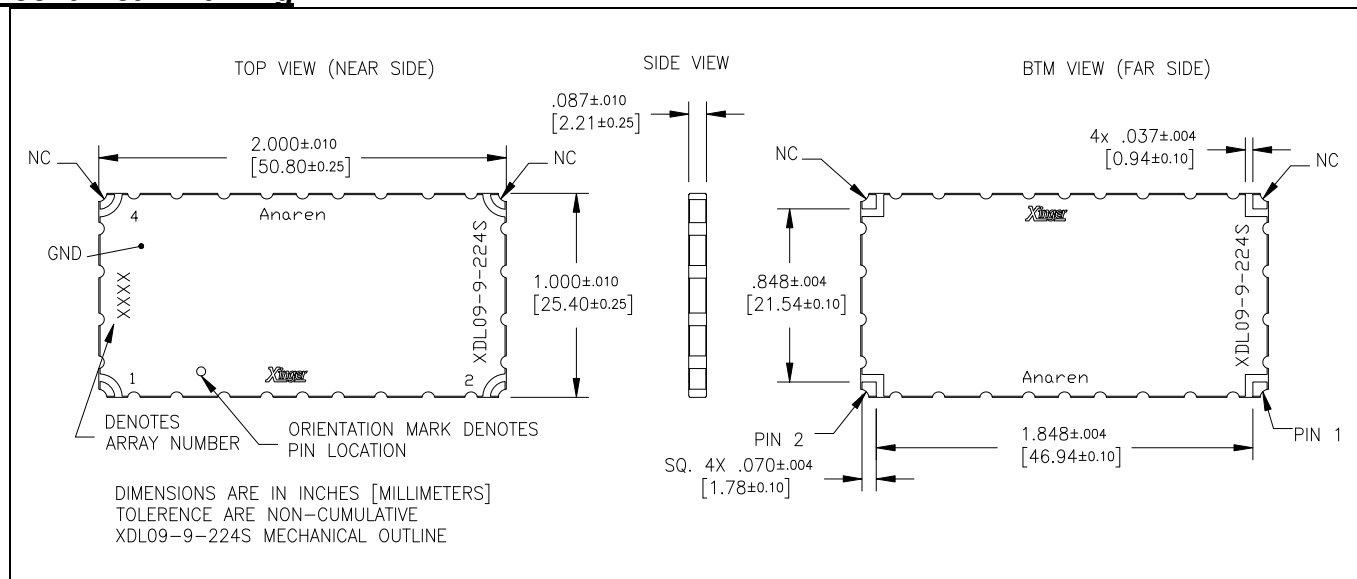 TOP VIEW (NEAR SIDE)
SIDE VIEW
BTM VIEW (FAR SIDE)
.087±.010
[2.21±0.25]
2.000±.010
[50.80±0.25]
NC
NC
4x .037±.004
[0.94±0.10]
NC
NC
4
Anaren
GND
XXXX
XDL09-9-224S
1.000±.010
[25.40±0.25]
1
Xinger
2
DENOTES
ARRAY NUMBER
ORIENTATION MARK DENOTES
PIN LOCATION
Xinger
.848±.004
[21.54±0.10]
XDL09-9-224S
Anaren
PIN 2
PIN 1
1.848±.004
[46.94±0.10]
SQ. 4X .070±.004
[1.78±0.10]
DIMENSIONS ARE IN INCHES [MILLIMETERS]
TOLERENCE ARE NON-CUMULATIVE
XDL09-9-224S MECHANICAL OUTLINE